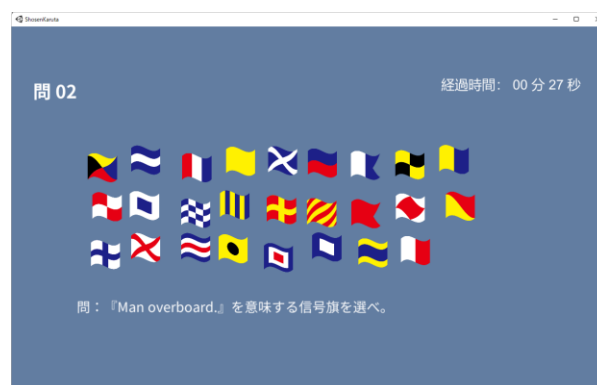 ShosenKaruta
問 02
経過時間： 00 分 27 秒
問：『Man overboard.』を意味する信号旗を選べ。